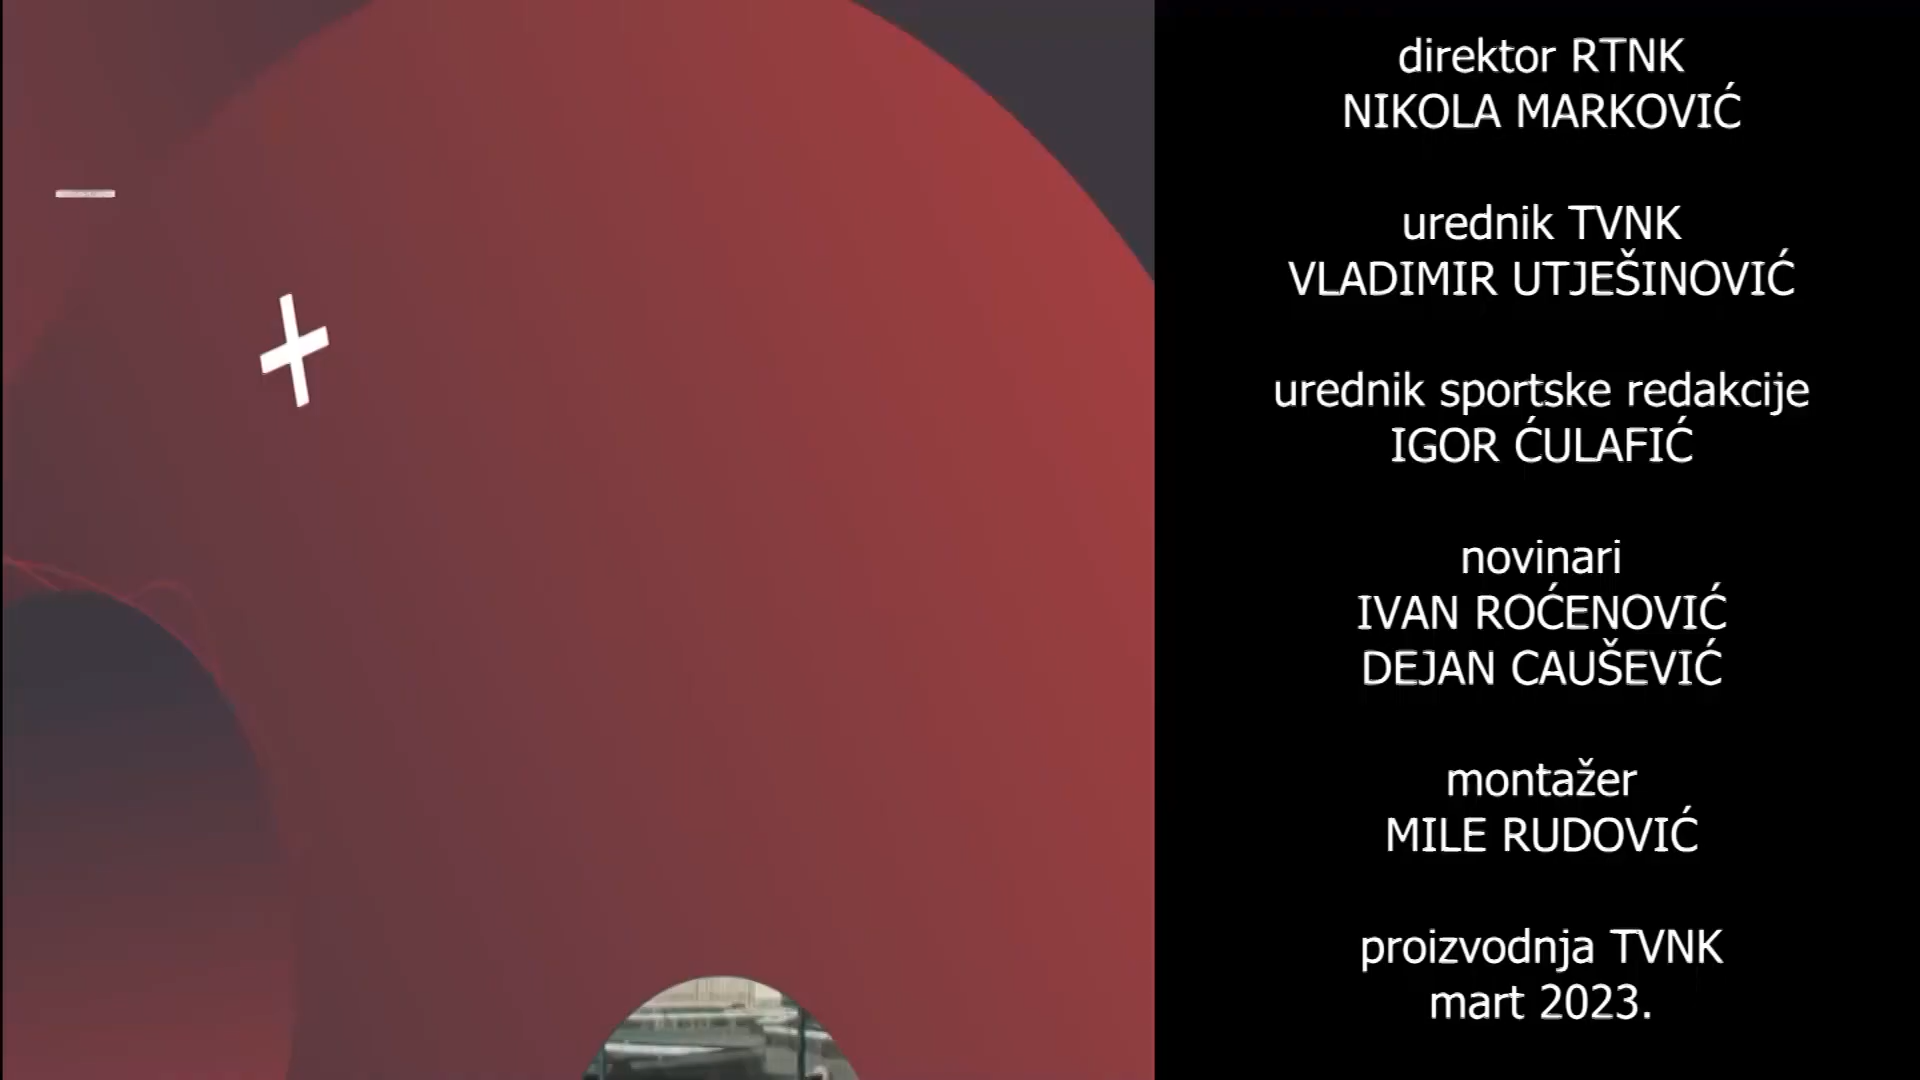 direktor RTNK
NIKOLA MARKOVIĆ
urednik TVNK
VLADIMIR UTJEŠINOVIĆ
urednik sportske redakcije
IGOR ĆULAFIĆ
novinari
IVAN ROĆENOVIĆ
DEJAN CAUŠEVIĆ
montažer
MILE RUDOVIĆ
proizvodnja TVNK
mart 2023.